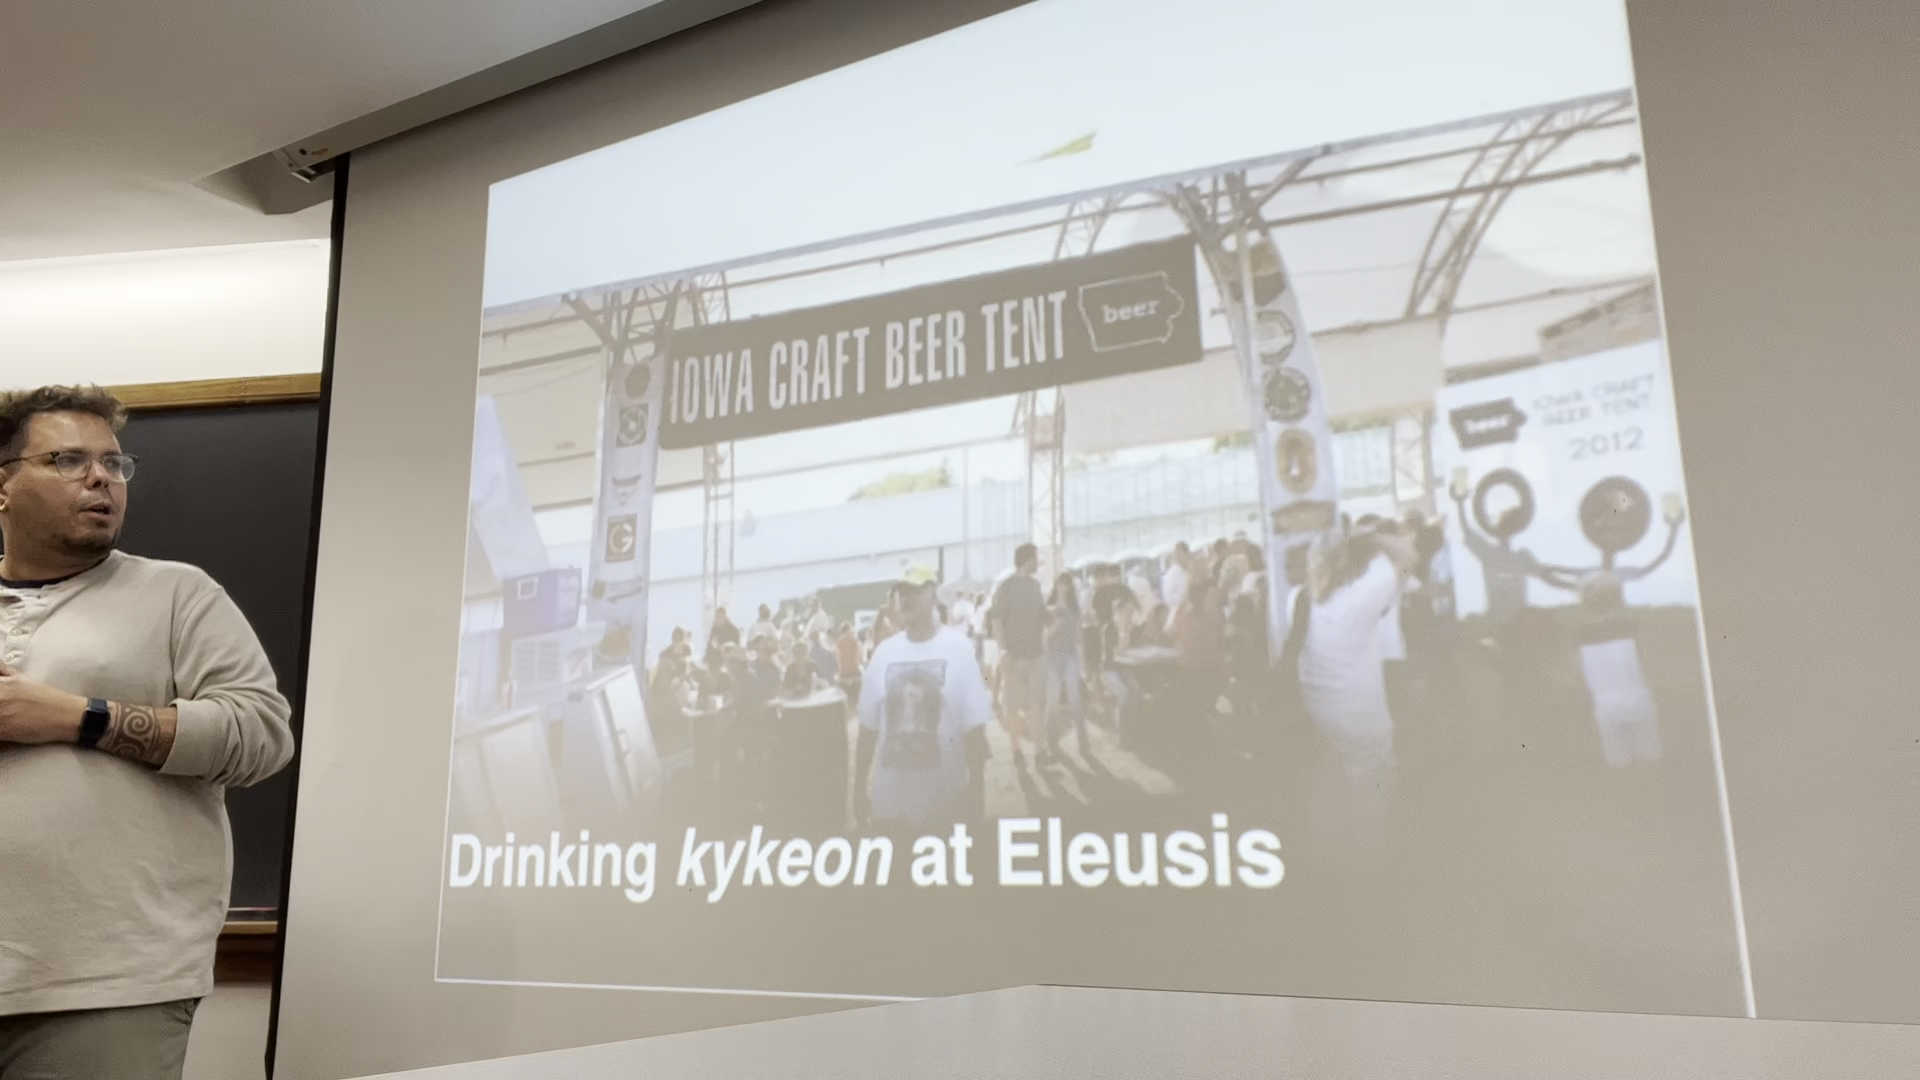 IOWA CRAFT BEER TENT
beer
beer
IOWA CRAFT
BEER TENT
2012
G
Drinking kykeon at Eleusis